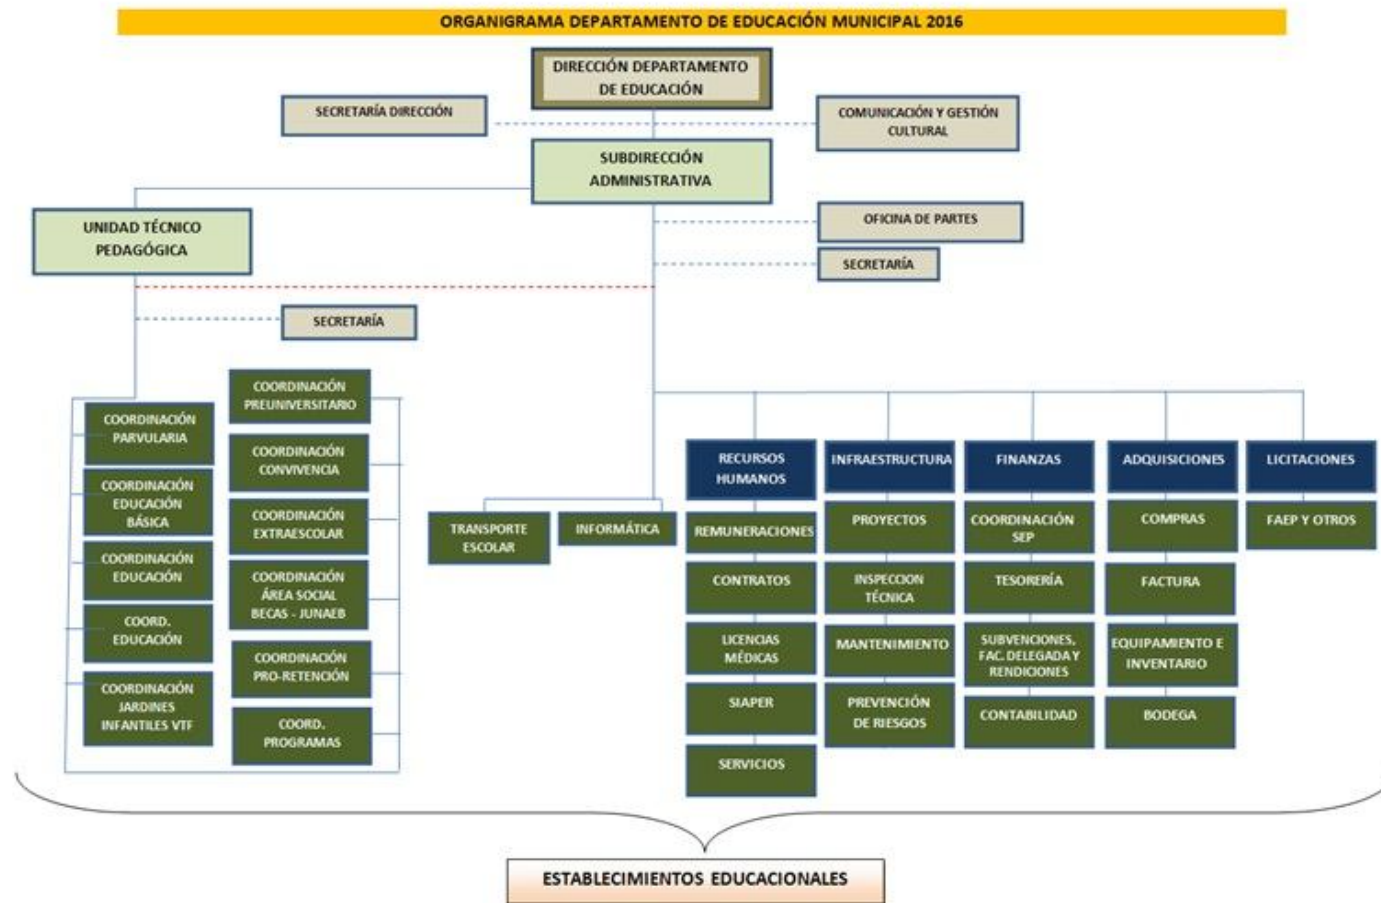 ORGANIGRAMA DEPARTAMENTO DE EDUCACIÓN MUNICIPAL 2016
DIRECCIÓN DEPARTAMENTO
DE EDUCACIÓN
SECRETARÍA DIRECCIÓN
COMUNICACIÓN Y GESTIÓN
CULTURAL
SUBDIRECCIÓN
ADMINISTRATIVA
UNIDAD TÉCNICO
PEDAGÓGICA
OFICINA DE PARTES
SECRETARÍA
SECRETARÍA
COORDINACIÓN
PARVULARIA
COORDINACIÓN
EDUCACIÓN
BÁSICA
COORDINACIÓN
EDUCACIÓN
COORD.
EDUCACIÓN
COORDINACIÓN
JARDINES
INFANTILES VTF
COORDINACIÓN
PREUNIVERSITARIO
COORDINACIÓN
CONVIVENCIA
COORDINACIÓN
EXTRAESCOLAR
COORDINACIÓN
ÁREA SOCIAL
BECAS - JUNAEB
COORDINACIÓN
PRO-RETENCIÓN
COORD.
PROGRAMAS
TRANSPORTE
ESCOLAR
INFORMÁTICA
RECURSOS
HUMANOS
REMUNERACIONES
CONTRATOS
LICENCIAS
MÉDICAS
SIAPER
SERVICIOS
INFRAESTRUCTURA
PROYECTOS
INSPECCION
TÉCNICA
MANTENIMIENTO
PREVENCIÓN
DE RIESGOS
FINANZAS
COORDINACIÓN
SEP
TESORERÍA
SUBVENCIONES,
FAC. DELEGADA Y
RENDICIONES
CONTABILIDAD
ADQUISICIONES
COMPRAS
FACTURA
EQUIPAMIENTO E
INVENTARIO
BODEGA
LICITACIONES
FAEP Y OTROS
ESTABLECIMIENTOS EDUCACIONALES